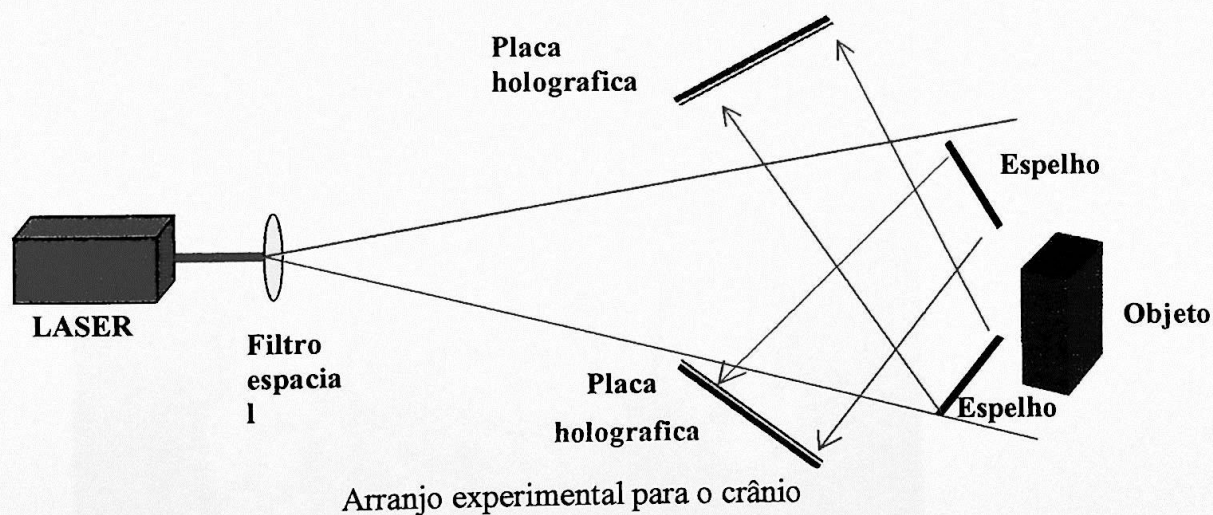 Placa
holografica
Espelho
LASER
Filtro
espacia
l
Placa
holografica
Espelho
Objeto
Arranjo experimental para o crânio